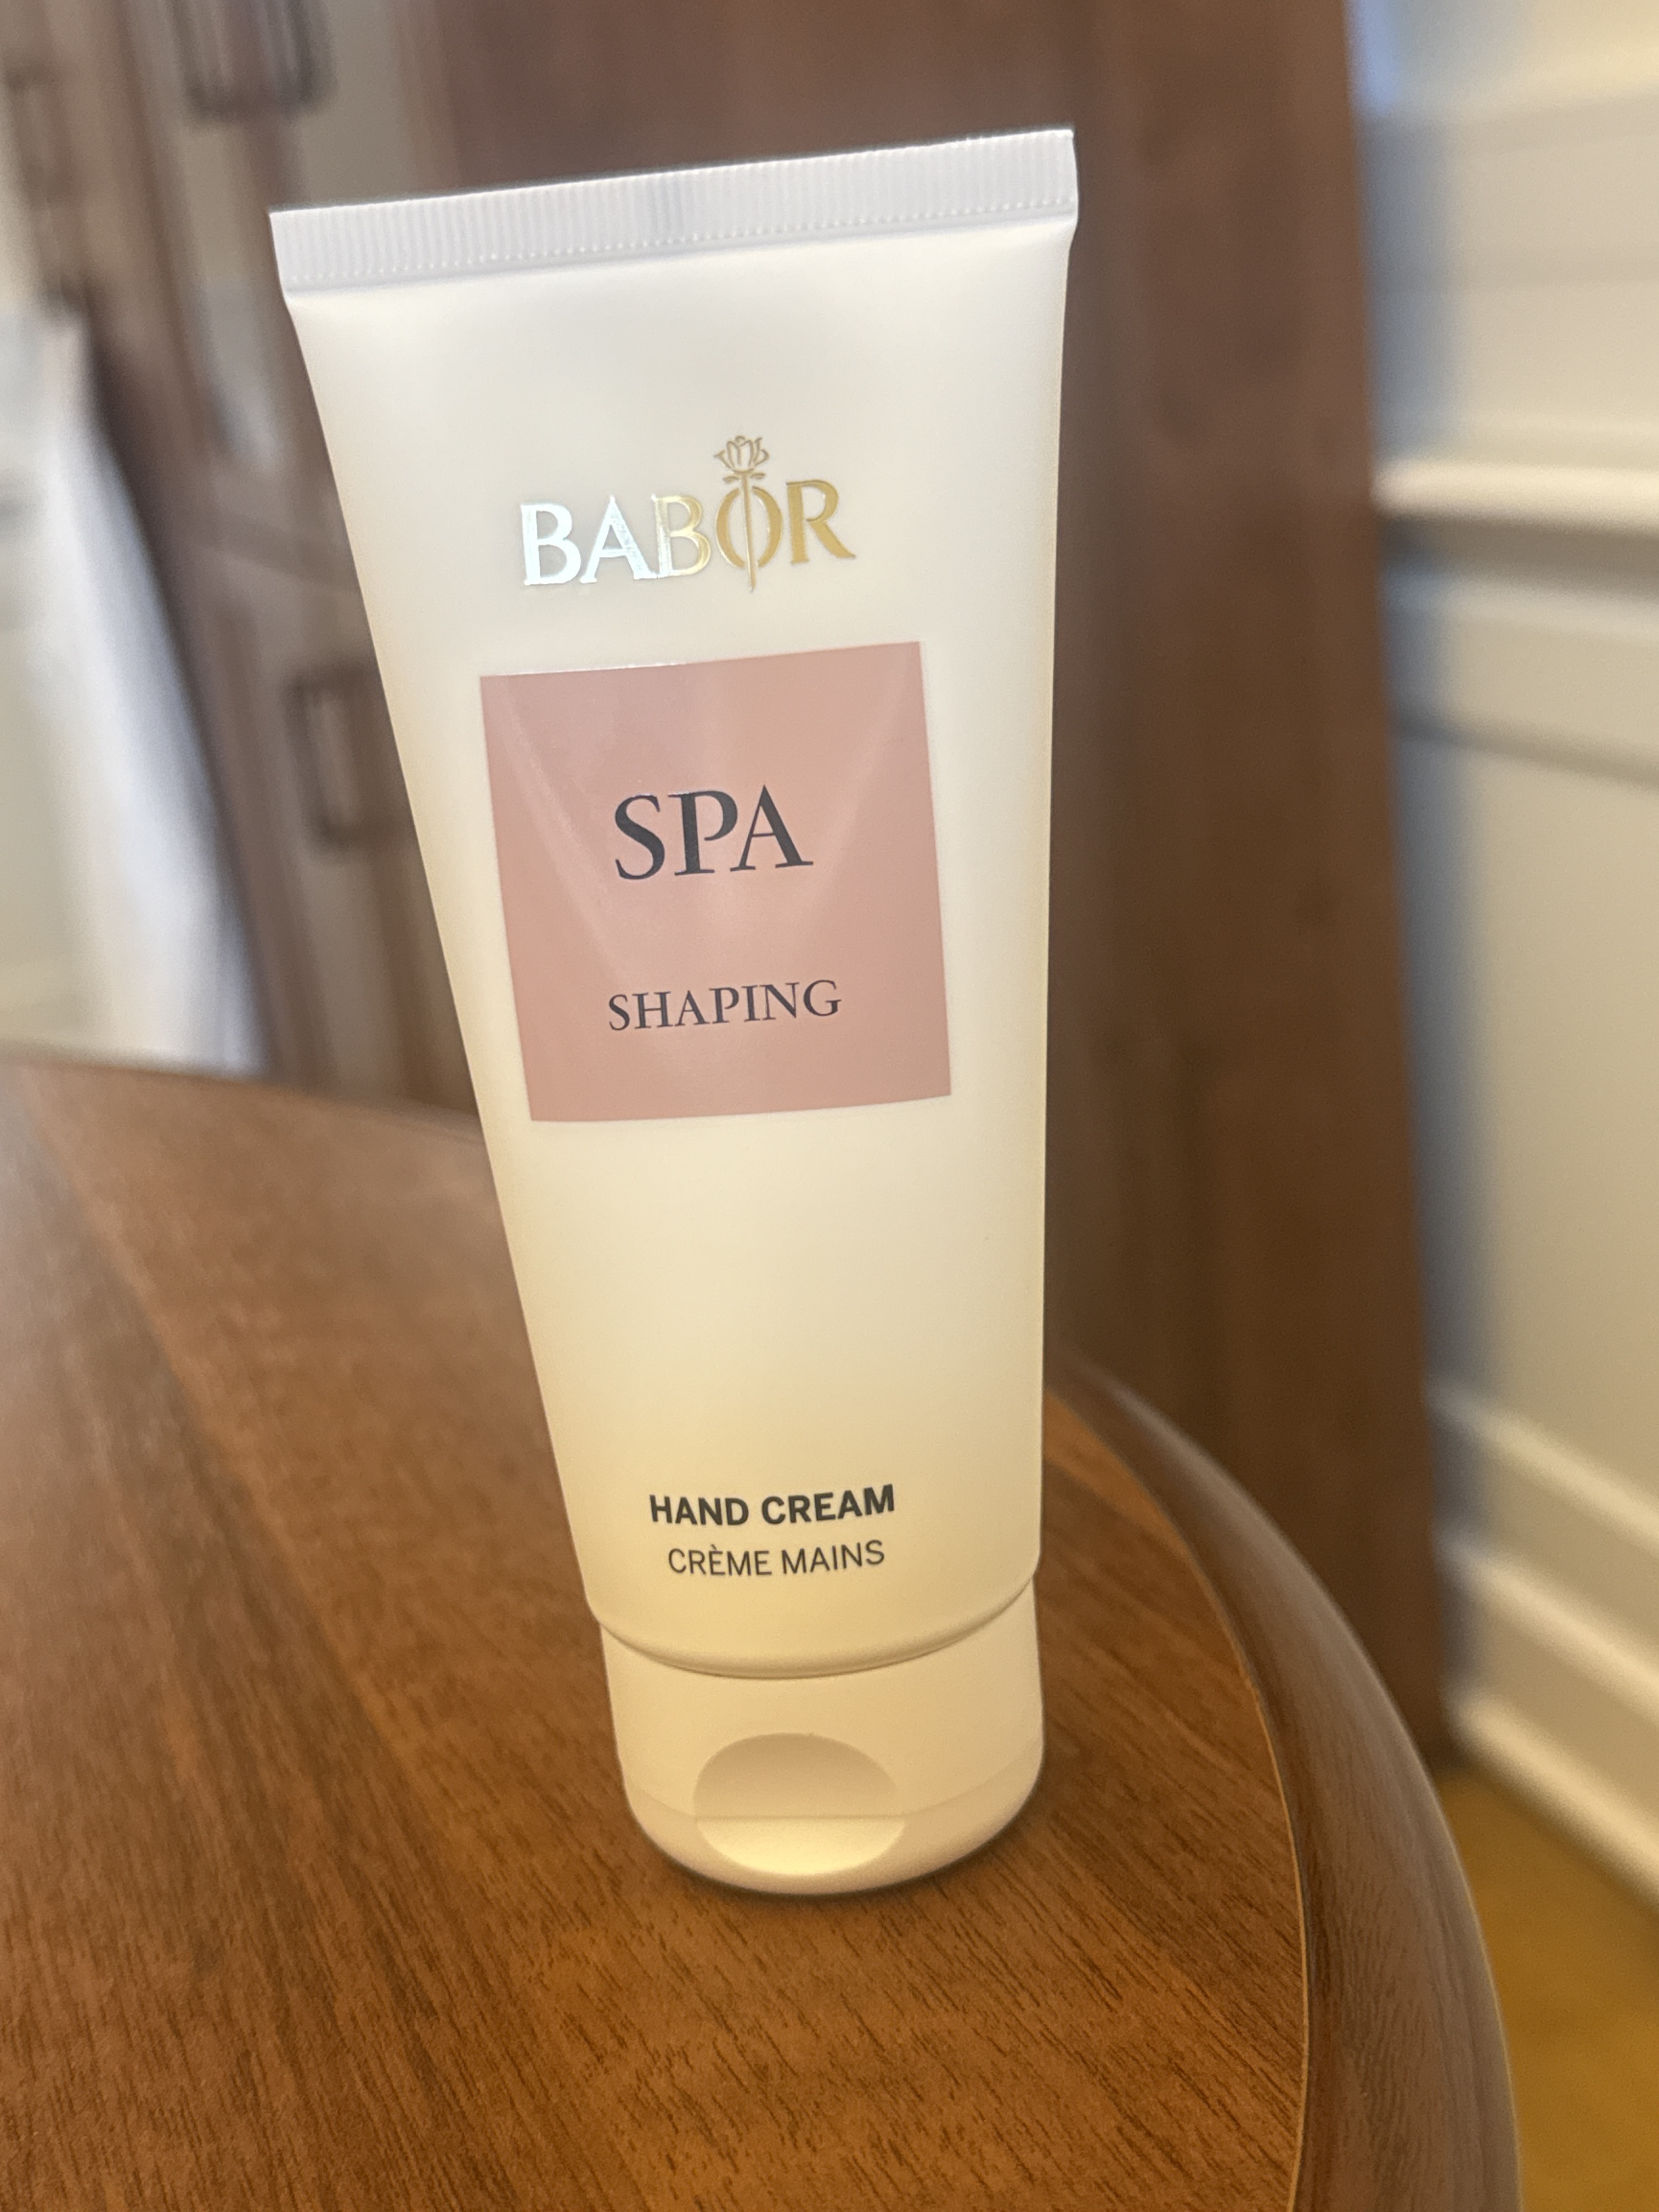 BABOR
SPA
SHAPING
HAND CREAM
CRÈME MAINS